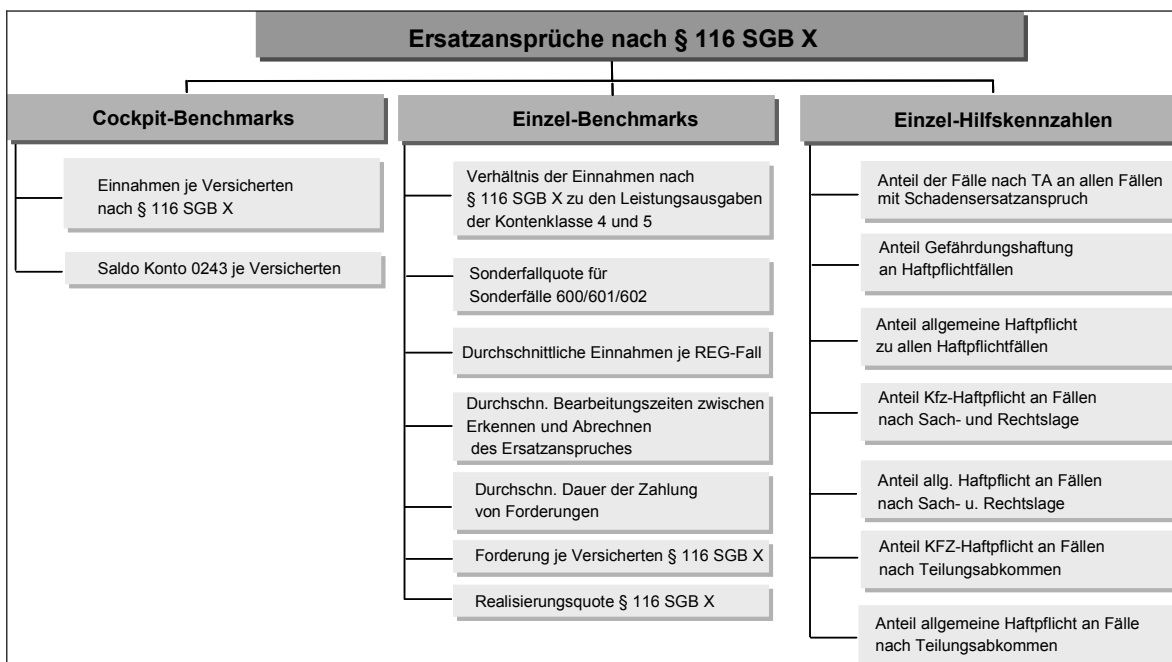 Ersatzansprüche nach § 116 SGB X
Cockpit-Benchmarks
Einnahmen je Versicherten
nach § 116 SGB X
Saldo Konto 0243 je Versicherten
Einzel-Benchmarks
Verhältnis der Einnahmen nach
§ 116 SGB X zu den Leistungsausgaben
der Kontenklasse 4 und 5
Sonderfallquote für
Sonderfälle 600/601/602
Durchschnittliche Einnahmen je REG-Fall
Durchschn. Bearbeitungszeiten zwischen
Erkennen und Abrechnen
des Ersatzanspruches
Durchschn. Dauer der Zahlung
von Forderungen
Forderung je Versicherten § 116 SGB X
Realisierungsquote § 116 SGB X
Einzel-Hilfskennzahlen
Anteil der Fälle nach TA an allen Fällen
mit Schadensersatzanspruch
Anteil Gefährdungshaftung
an Haftpflichtfällen
Anteil allgemeine Haftpflicht
zu allen Haftpflichtfällen
Anteil Kfz-Haftpflicht an Fällen
nach Sach- und Rechtslage
Anteil allg. Haftpflicht an Fällen
nach Sach- u. Rechtslage
Anteil KFZ-Haftpflicht an Fällen
nach Teilungsabkommen
Anteil allgemeine Haftpflicht an Fälle
nach Teilungsabkommen